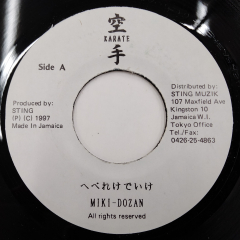 空
KARATE
手
Side A
Produced by:
STING
(P) (C) 1997
Made in Jamaica
Distributed by:
STING MUZIK
107 Maxfield Ave
Kingston 10
Jamaica W.I
Tokyo Office
Tel/Fax:
0426-25-4863
へべれけでいけ
MIKI-DOZAN
All rights reserved